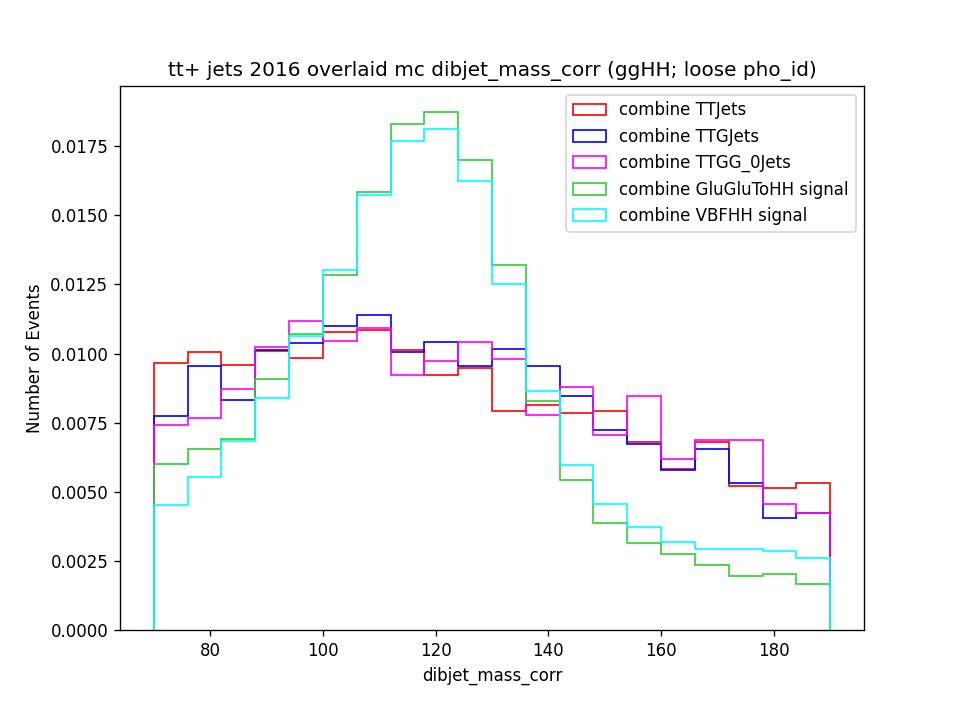 tt+ jets 2016 overlaid mc dibjet_mass_corr (ggHH; loose pho_id)
combine TTJets
combine TTGJets
combine TTGG_0Jets
combine GluGluToHH signal
combine VBFHH signal
Number of Events
0.0175
0.0150
0.0125
0.0100
0.0075
0.0050
0.0025
0.0000
80 100 120 140 160 180
dibjet_mass_corr